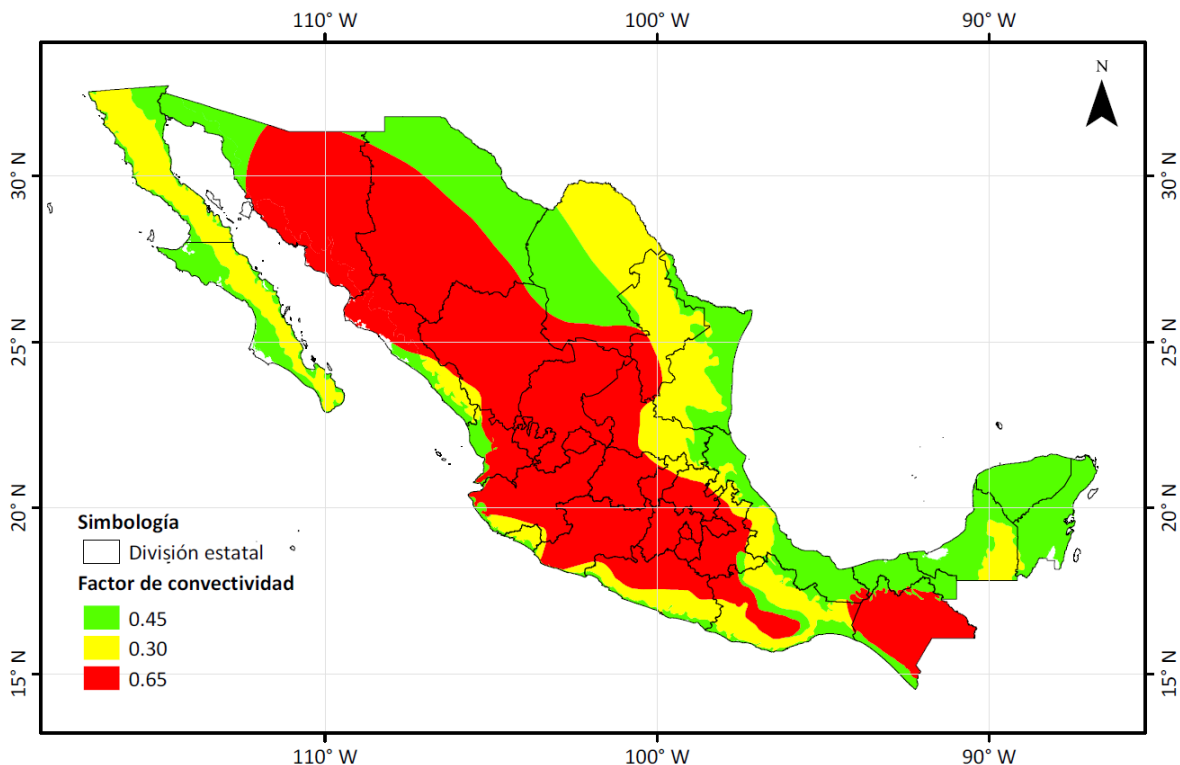 110° W
100° W
90° W
N
30° N
30° N
25° N
25° N
20° N
20° N
15° N
15° N
Simbología
División estatal
Factor de convectividad
0.45
0.30
0.65
110° W
100° W
90° W